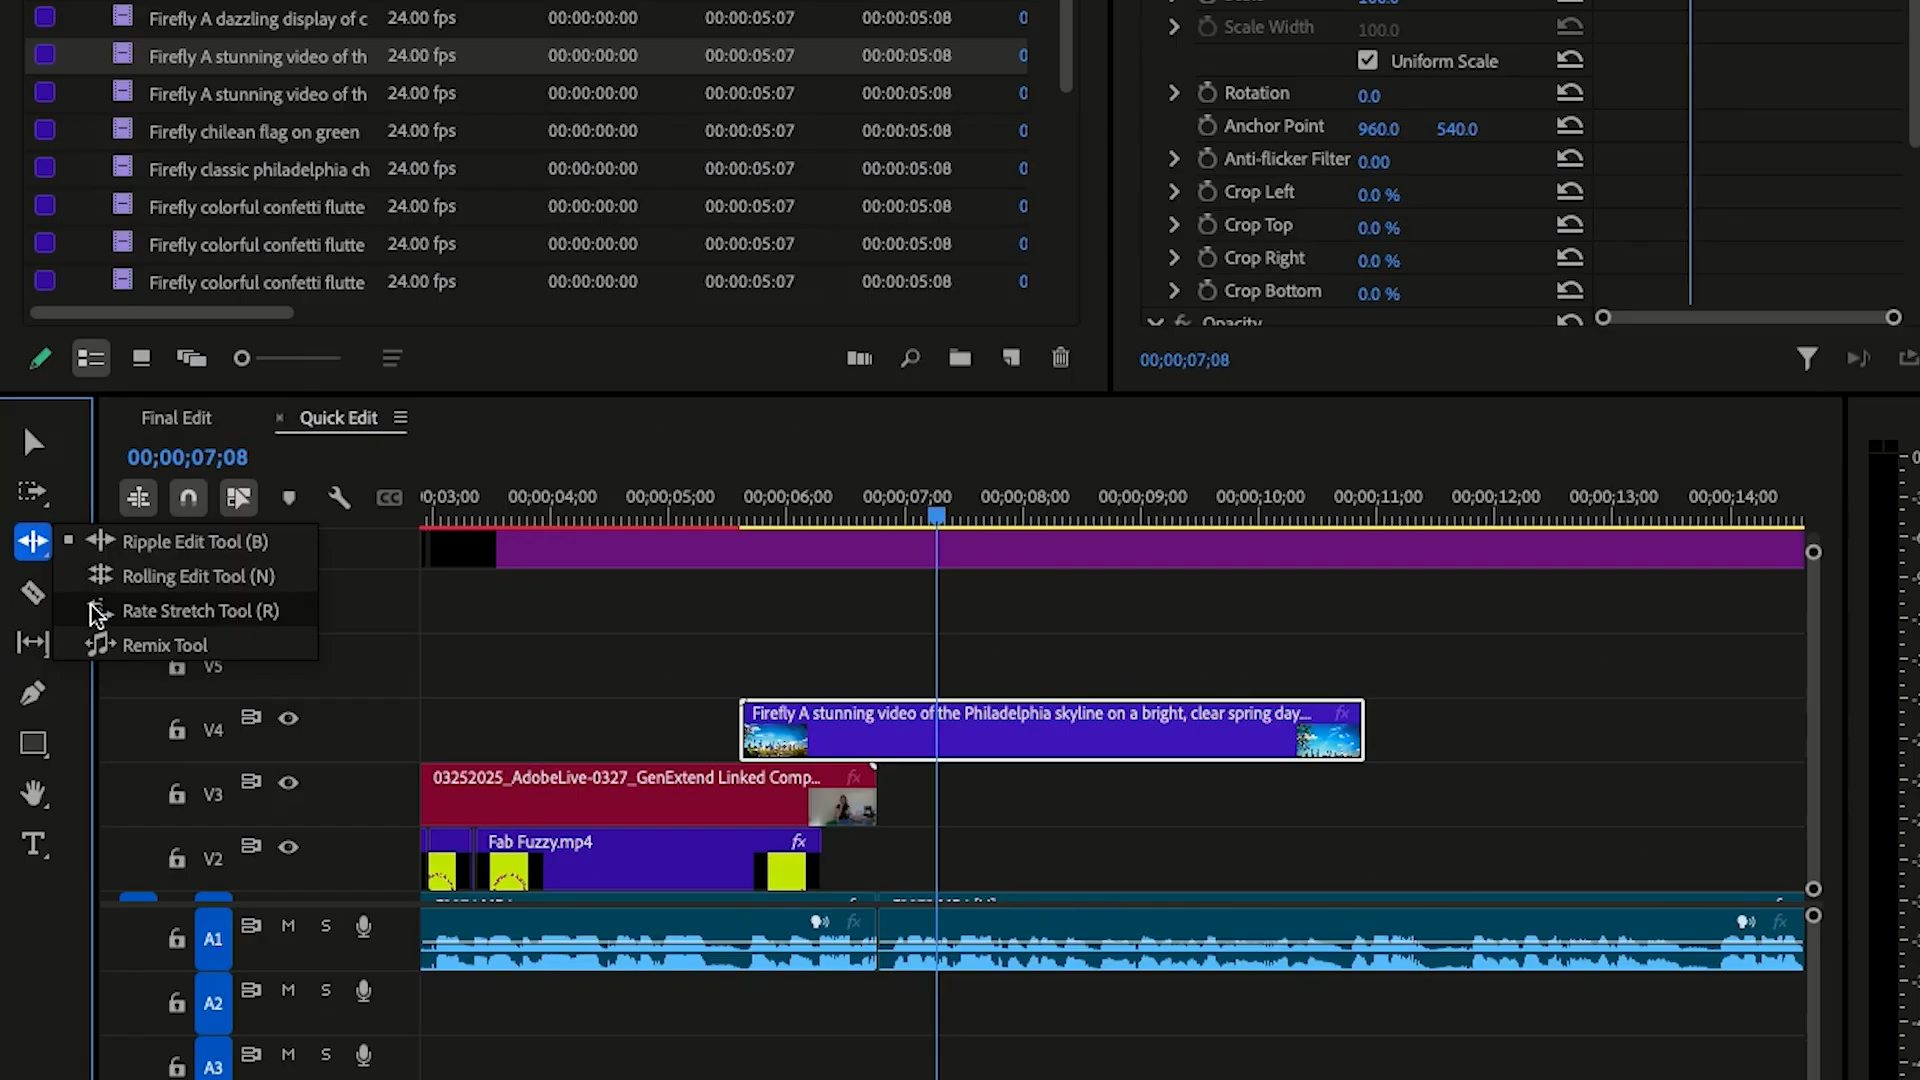 Firefly A dazzling display of c 24.00 fps 00:00:00:00 00:00:05:07 00:00:05:08 0
Firefly A stunning video of th 24.00 fps 00:00:00:00 00:00:05:07 00:00:05:08 0
Firefly A stunning video of th 24.00 fps 00:00:00:00 00:00:05:07 00:00:05:08 0
Firefly chilean flag on green 24.00 fps 00:00:00:00 00:00:05:07 00:00:05:08 0
Firefly classic philadelphia ch 24.00 fps 00:00:00:00 00:00:05:07 00:00:05:08 0
Firefly colorful confetti flutte 24.00 fps 00:00:00:00 00:00:05:07 00:00:05:08 0
Firefly colorful confetti flutte 24.00 fps 00:00:00:00 00:00:05:07 00:00:05:08 0
Firefly colorful confetti flutte 24.00 fps 00:00:00:00 00:00:05:07 00:00:05:08 0
Scale Width 100.0
Uniform Scale
Rotation 0.0
Anchor Point 960.0 540.0
Anti-flicker Filter 0.00
Crop Left 0.0 %
Crop Top 0.0 %
Crop Right 0.0 %
Crop Bottom 0.0 %
Opacity
00;00;07;08
Final Edit Quick Edit
00;00;07;08
CC
0;03;00 00;00;04;00 00;00;05;00 00;00;06;00 00;00;07;00 00;00;08;00 00;00;09;00 00;00;10;00 00;00;11;00 00;00;12;00 00;00;13;00 00;00;14;00
Ripple Edit Tool (B)
Rolling Edit Tool (N)
Rate Stretch Tool (R)
Remix Tool
V5
V4 Firefly A stunning video of the Philadelphia skyline on a bright, clear spring day... fx
V3 03252025_AdobeLive-0327_GenExtend Linked Comp... fx
V2 Fab Fuzzy.mp4 fx
A1 M S fx fx
A2 M S
A3 M S
T